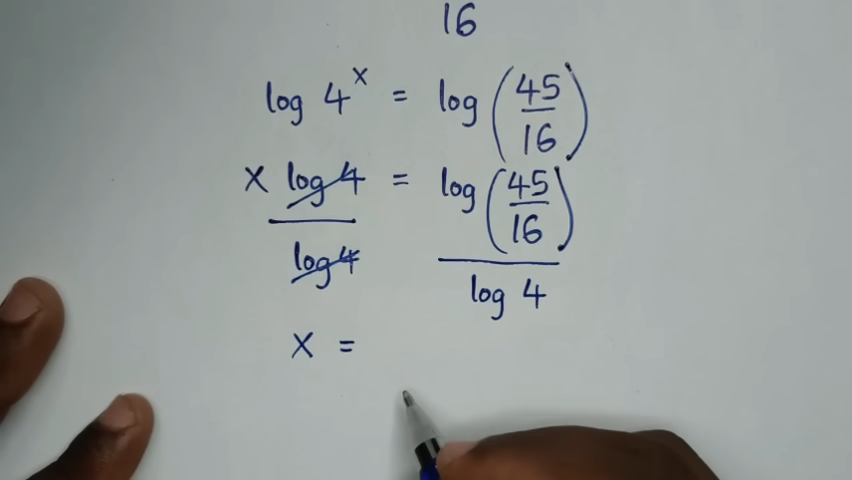 16
log 4^x = log (45/16)
x log 4 / log 4 = log (45/16) / log 4
x =